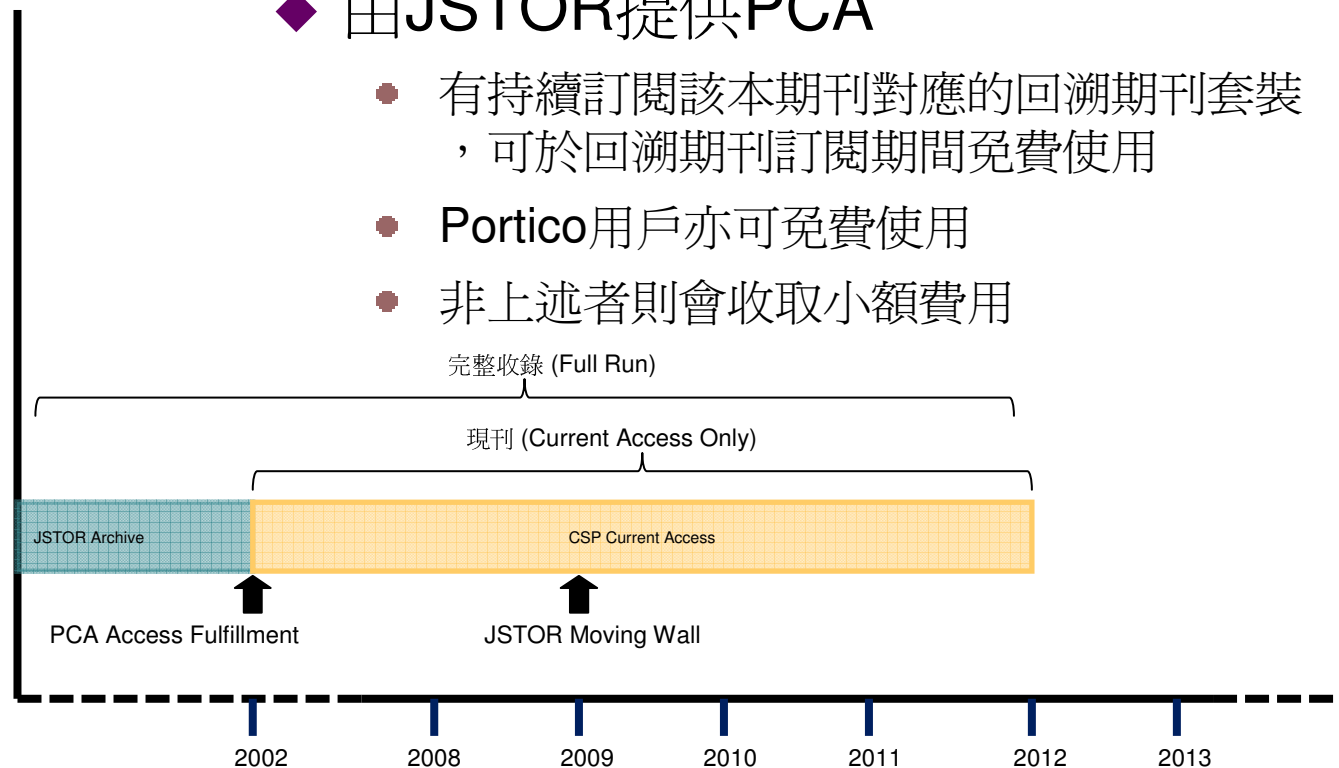 由JSTOR提供PCA
有持續訂閱該本期刊對應的回溯期刊套裝
，可於回溯期刊訂閱期間免費使用
Portico用戶亦可免費使用
非上述者則會收取小額費用
完整收錄 (Full Run)
現刊 (Current Access Only)
JSTOR Archive
CSP Current Access
PCA Access Fulfillment
JSTOR Moving Wall
2002
2008
2009
2010
2011
2012
2013